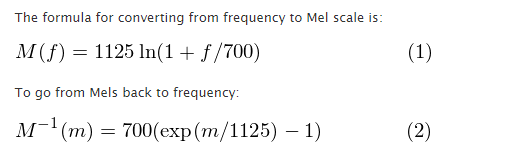 The formula for converting from frequency to Mel scale is:
M(f) = 1125 ln(1 + f/700) (1)
To go from Mels back to frequency:
M⁻¹(m) = 700(exp(m/1125) − 1) (2)